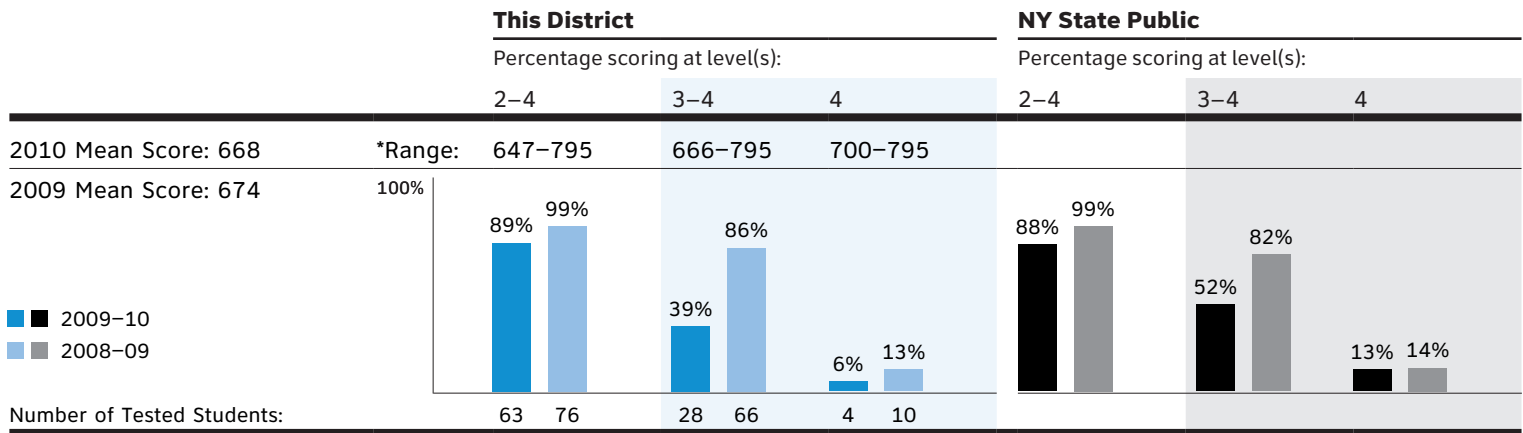 This District NY State Public
Percentage scoring at level(s): Percentage scoring at level(s):
2–4 3–4 4 2–4 3–4 4
2010 Mean Score: 668 *Range: 647–795 666–795 700–795
2009 Mean Score: 674 100%
89% 99% 39% 86% 6% 13% 88% 99% 52% 82% 13% 14%
2009–10
2008–09
Number of Tested Students: 63 76 28 66 4 10